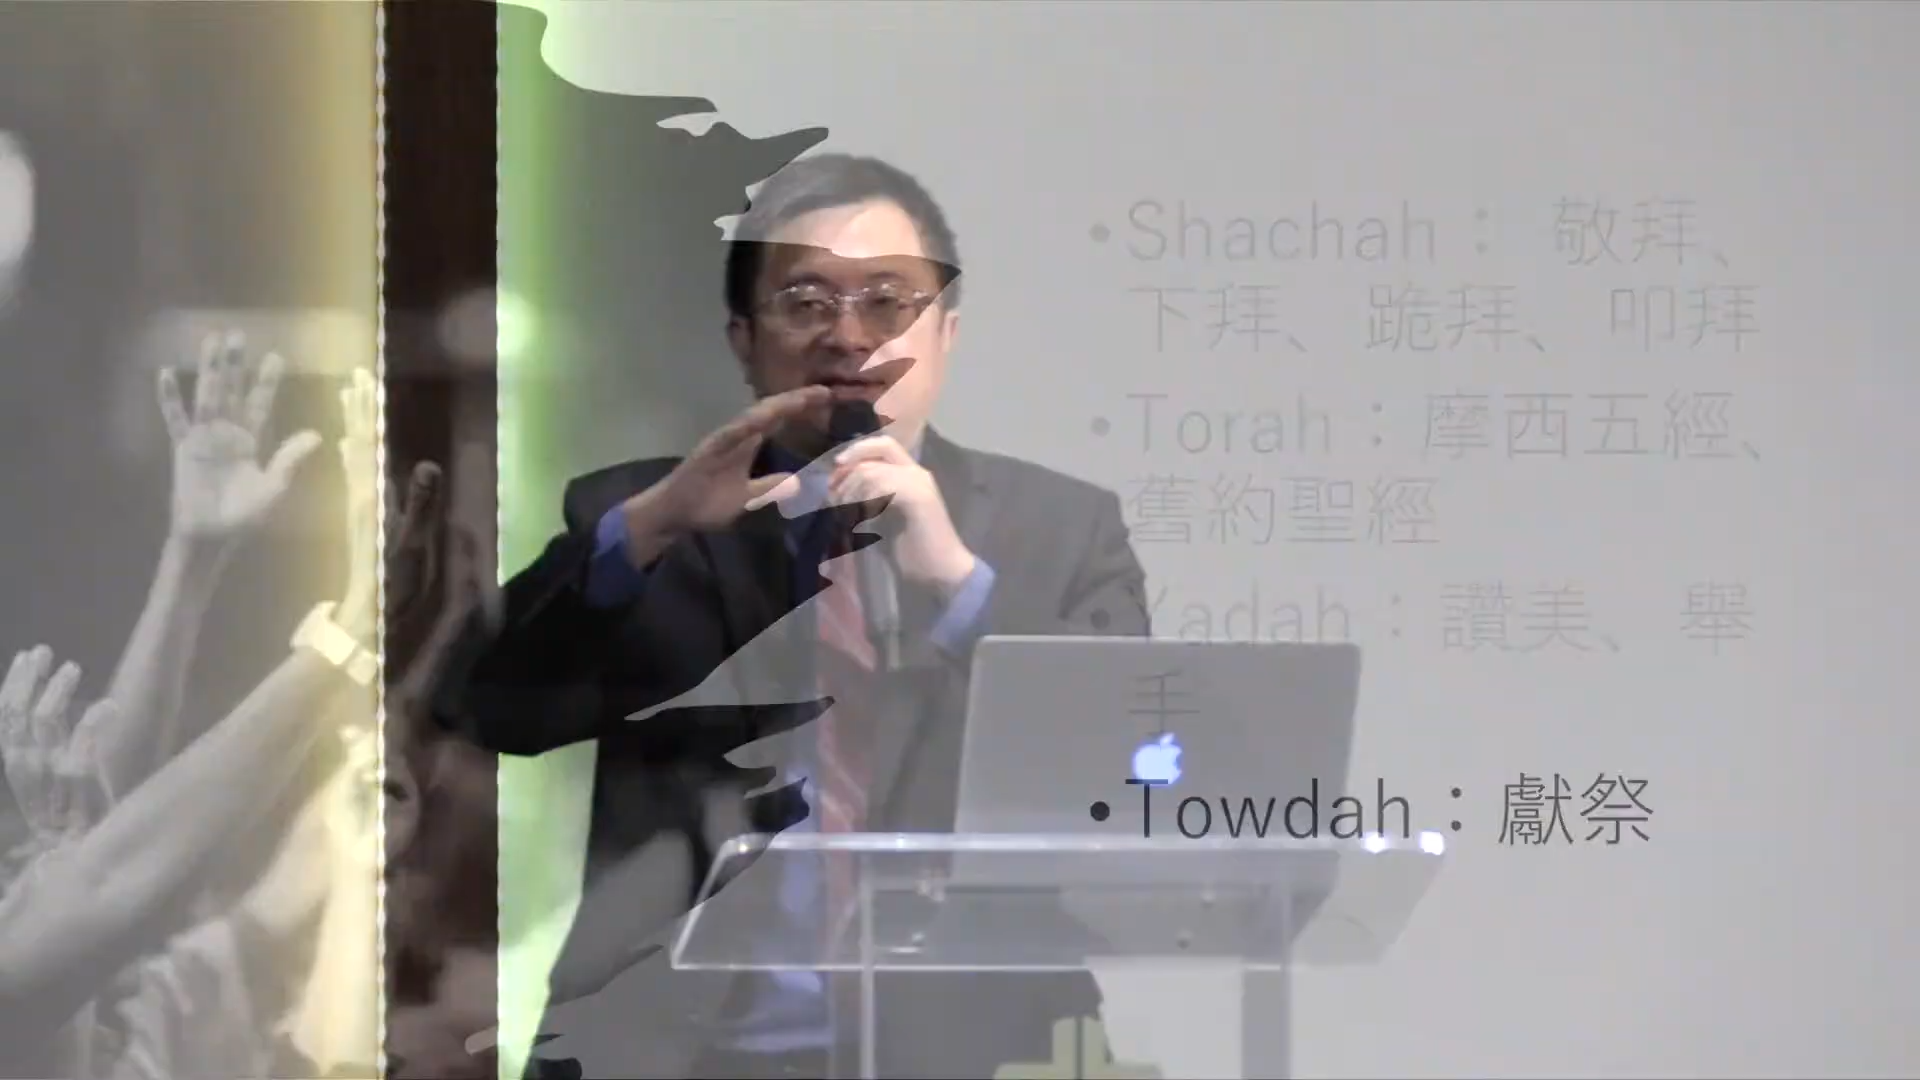 •Shachah： 敬拜、
下拜、跪拜、叩拜
•Torah：摩西五經、
舊約聖經
•Yadah：讚美、舉
手
•Towdah：獻祭